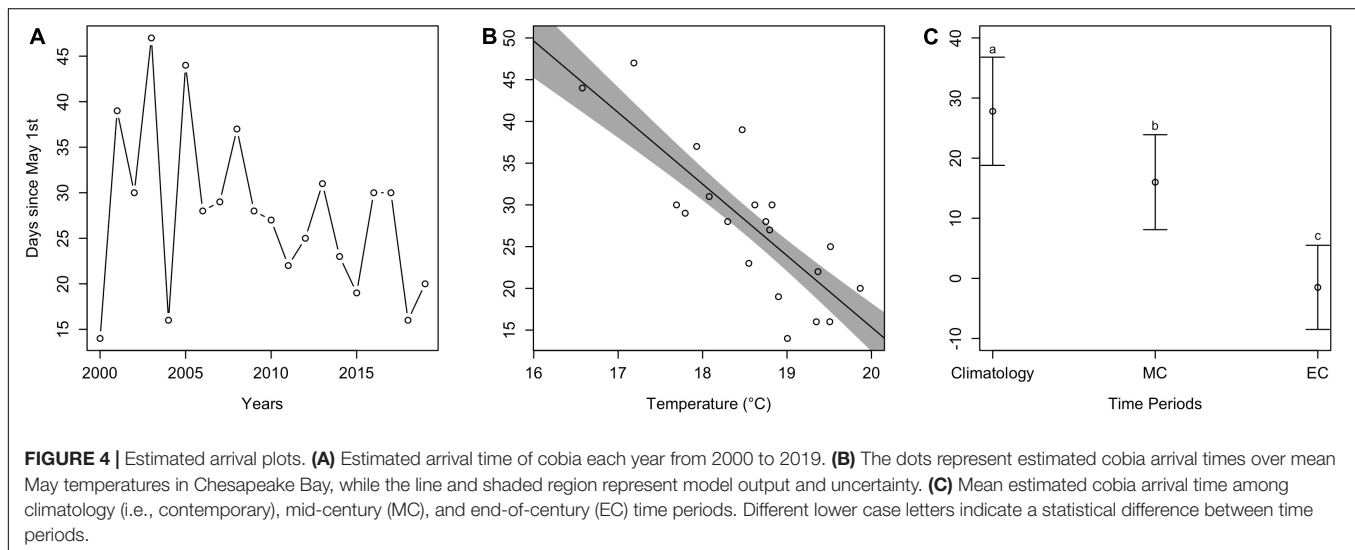 A
Days since May 1st
45
40
35
30
25
20
15
2000
2005
2010
2015
Years
B
50
45
40
35
30
25
20
15
16
17
18
19
20
Temperature (°C)
C
40
30
20
10
0
-10
a
b
c
Climatology
MC
EC
Time Periods
FIGURE 4 | Estimated arrival plots. (A) Estimated arrival time of cobia each year from 2000 to 2019. (B) The dots represent estimated cobia arrival times over mean
May temperatures in Chesapeake Bay, while the line and shaded region represent model output and uncertainty. (C) Mean estimated cobia arrival time among
climatology (i.e., contemporary), mid-century (MC), and end-of-century (EC) time periods. Different lower case letters indicate a statistical difference between time
periods.